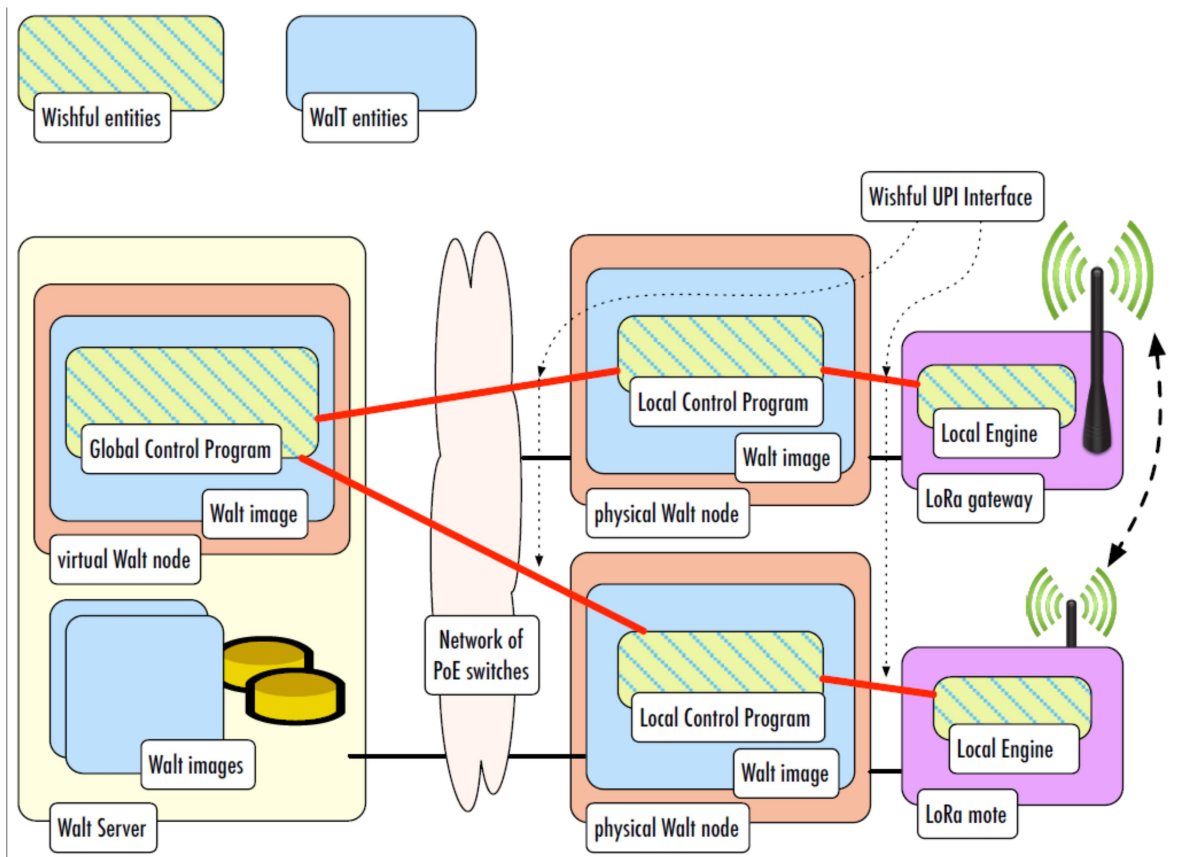 Wishful entities
WalT entities
Wishful UPI Interface
Global Control Program
Walt image
virtual Walt node
Walt images
Walt Server
Network of
PoE switches
Local Control Program
Walt image
physical Walt node
Local Engine
LoRa gateway
Local Control Program
Walt image
physical Walt node
Local Engine
LoRa mote